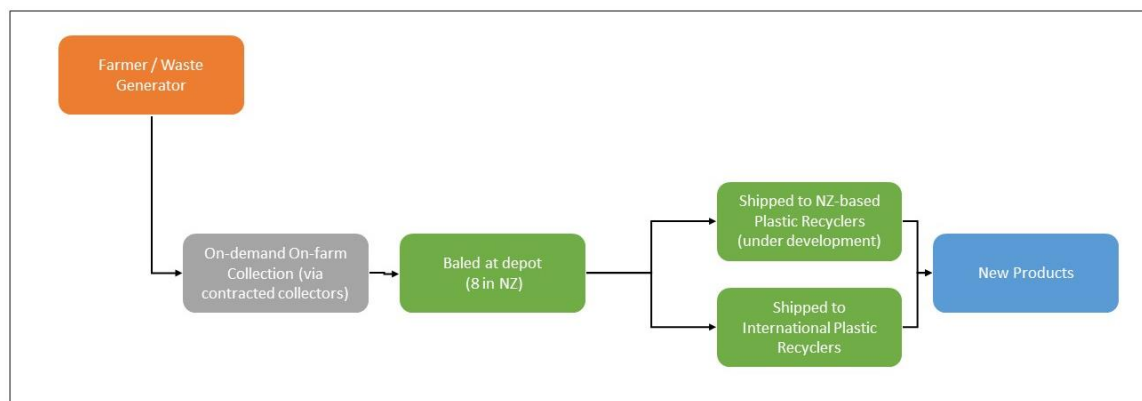 Farmer / Waste
Generator
On-demand On-farm
Collection (via
contracted collectors)
Baled at depot
(8 in NZ)
Shipped to NZ-based
Plastic Recyclers
(under development)
Shipped to
International Plastic
Recyclers
New Products